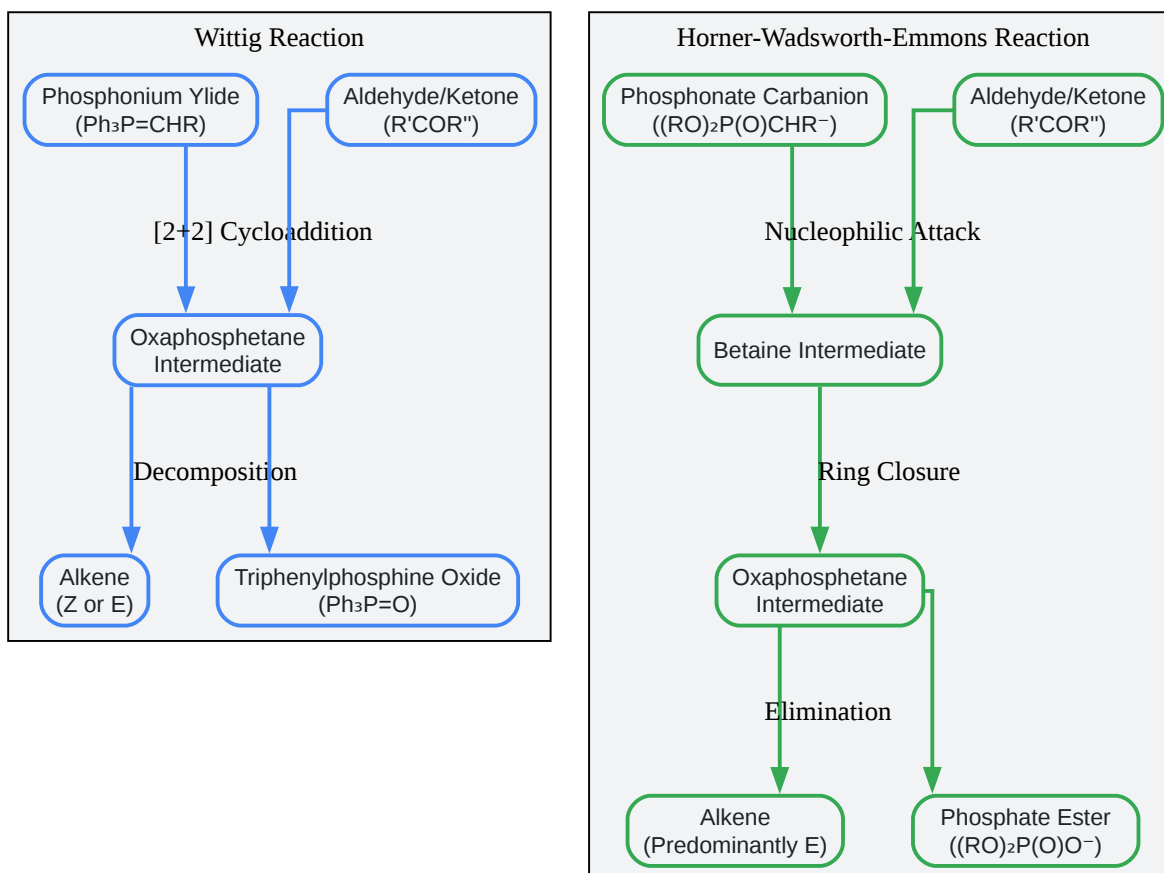 Wittig Reaction
Phosphonium Ylide
(Ph₃P=CHR)
Aldehyde/Ketone
(R'COR")
[2+2] Cycloaddition
Oxaphosphetane
Intermediate
Decomposition
Alkene
(Z or E)
Triphenylphosphine Oxide
(Ph₃P=O)
Horner-Wadsworth-Emmons Reaction
Phosphonate Carbanion
((RO)₂P(O)CHR⁻)
Aldehyde/Ketone
(R'COR")
Nucleophilic Attack
Betaine Intermediate
Ring Closure
Oxaphosphetane
Intermediate
Elimination
Alkene
(Predominantly E)
Phosphate Ester
((RO)₂P(O)O⁻)